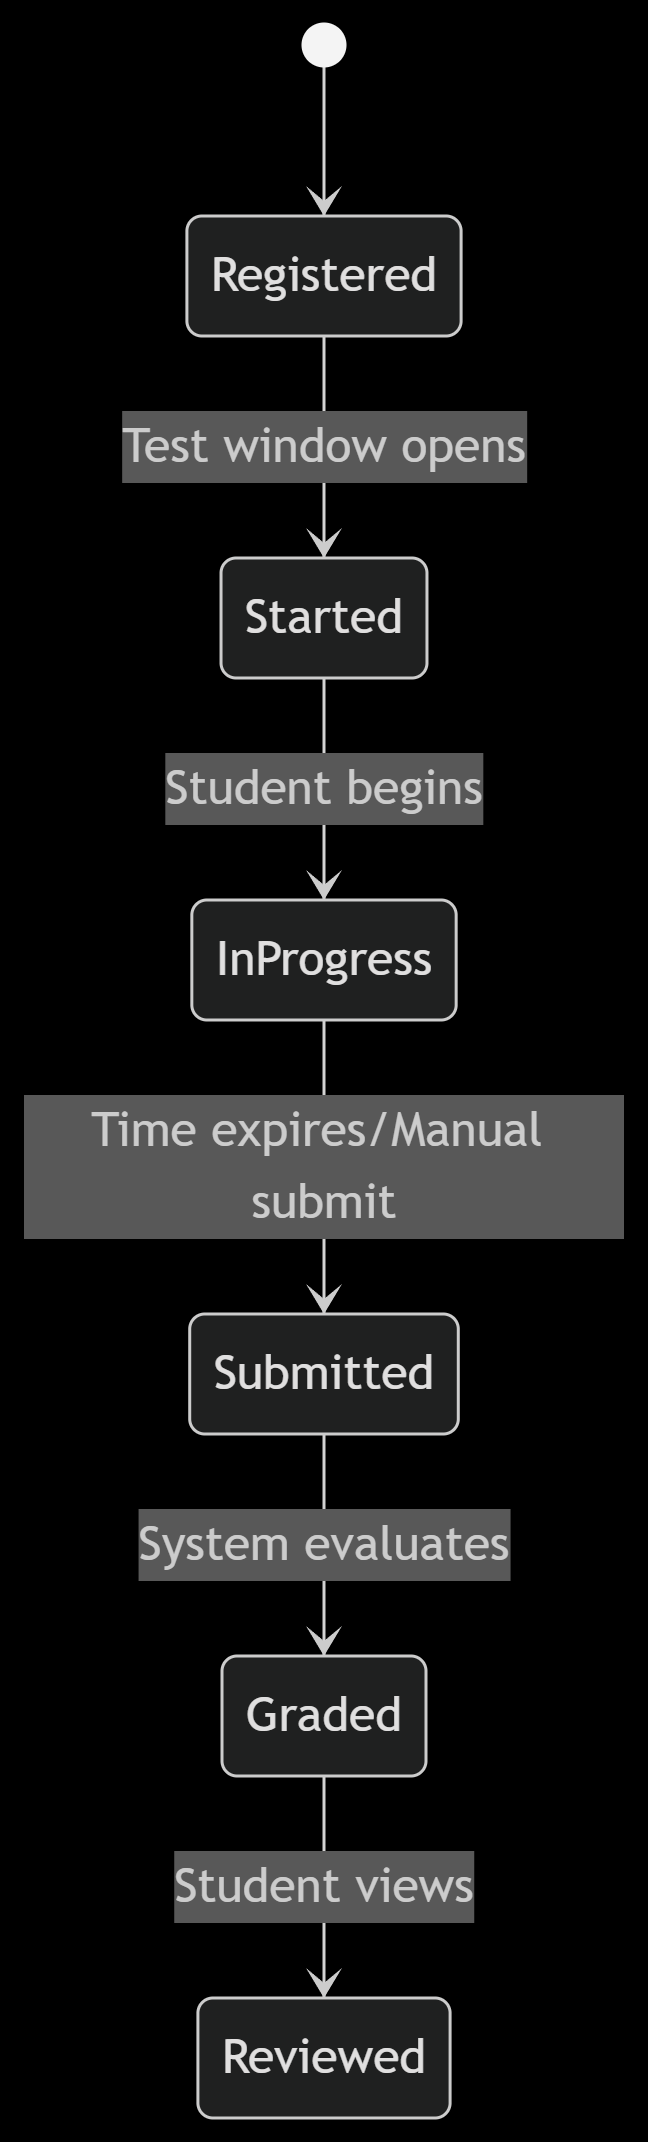 Registered
Test window opens
Started
Student begins
InProgress
Time expires/Manual
submit
Submitted
System evaluates
Graded
Student views
Reviewed